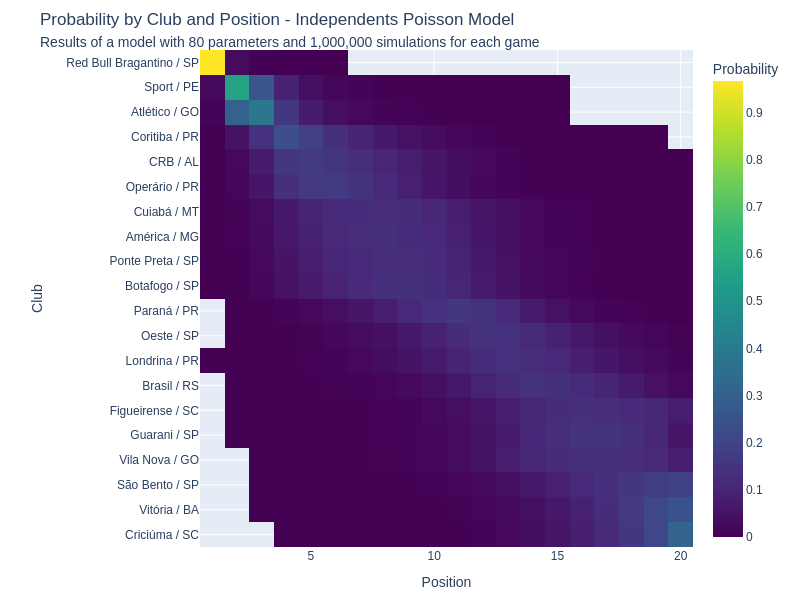 Probability by Club and Position - Independents Poisson Model
Results of a model with 80 parameters and 1,000,000 simulations for each game
Probability
Red Bull Bragantino / SP
Sport / PE
Atlético / GO
Coritiba / PR
CRB / AL
Operário / PR
Cuiabá / MT
América / MG
Ponte Preta / SP
Botafogo / SP
Paraná / PR
Oeste / SP
Londrina / PR
Brasil / RS
Figueirense / SC
Guarani / SP
Vila Nova / GO
São Bento / SP
Vitória / BA
Criciúma / SC
Club
5
10
15
20
Position
0.9
0.8
0.7
0.6
0.5
0.4
0.3
0.2
0.1
0